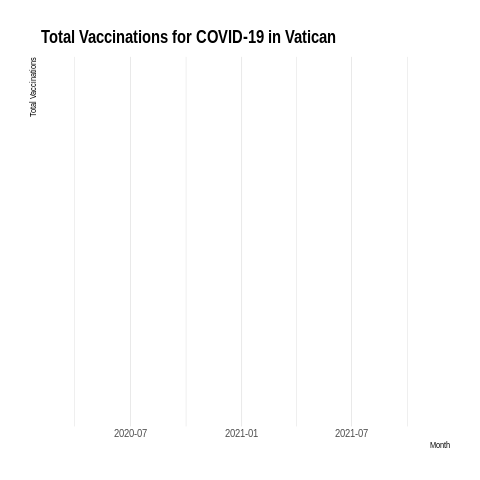 Total Vaccinations for COVID-19 in Vatican
Total Vaccinations
2020-07 2021-01 2021-07
Month